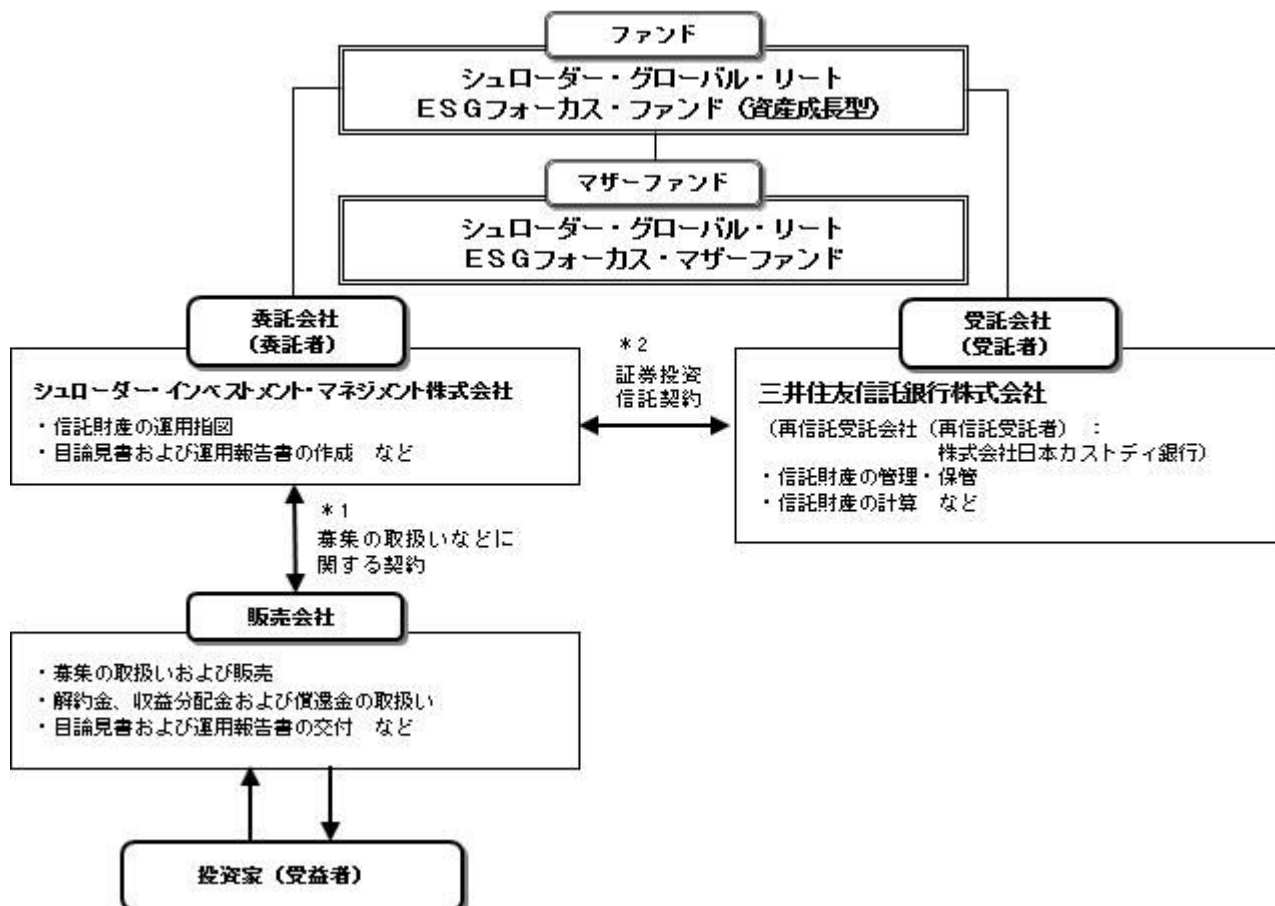 ファンド
シュローダー・グローバル・リート
ESGフォーカス・ファンド(資産成長型)
マザーファンド
シュローダー・グローバル・リート
ESGフォーカス・マザーファンド
委託会社
(委託者)
シュローダー・インベストメント・マネジメント株式会社
・信託財産の運用指図
・目論見書および運用報告書の作成 など
*2
証券投資
信託契約
受託会社
(受託者)
三井住友信託銀行株式会社
(再信託受託会社(再信託受託者) :
株式会社日本カストディ銀行)
・信託財産の管理・保管
・信託財産の計算 など
*1
募集の取扱いなどに
関する契約
販売会社
・募集の取扱いおよび販売
・解約金、収益分配金および償還金の取扱い
・目論見書および運用報告書の交付 など
投資家(受益者)